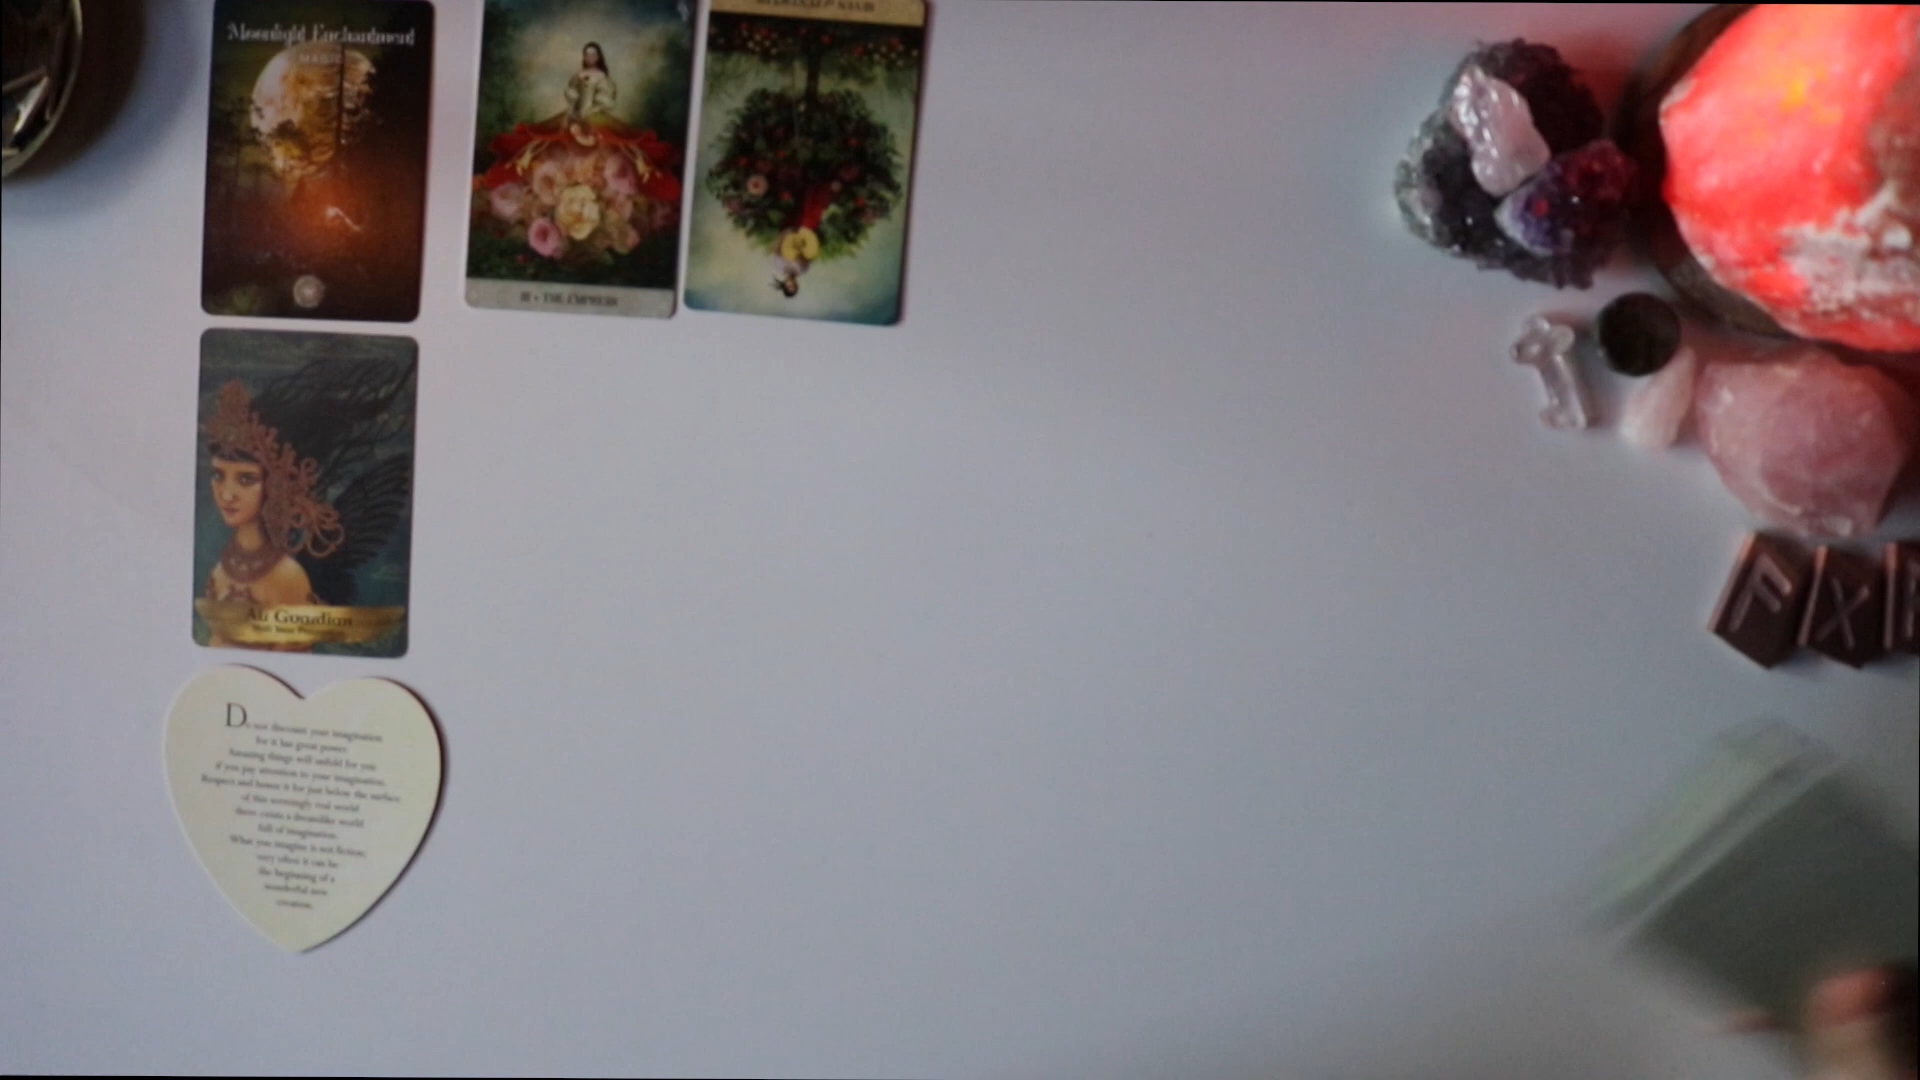 Moonlight Enchantment
MAGIC
III • THE EMPRESS
Do not discount your imagination
for it has great power
Amazing things will unfold for you
if you pay attention to your imagination.
Respect and honor it for just below the surface
of this seemingly real world
there exists a dreamlike world
full of imagination.
What you imagine is not fiction,
very often it can be
the beginning of a
wonderful new
creation.